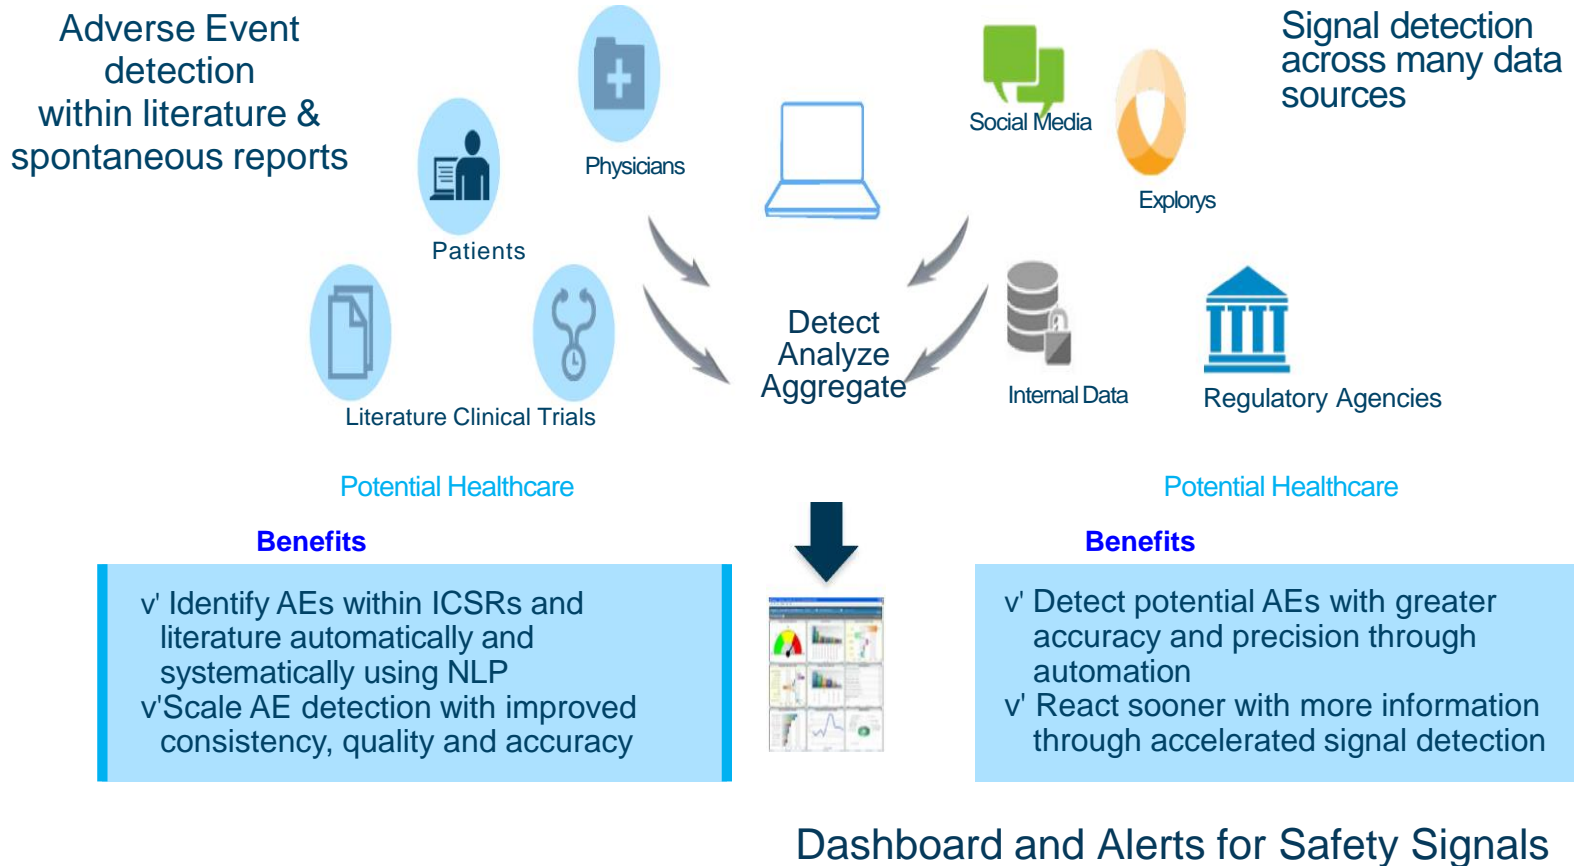 Adverse Event
detection
within literature &
spontaneous reports
Physicians
Patients
Literature Clinical Trials
Signal detection
across many data
sources
Social Media
Explorys
Internal Data
Regulatory Agencies
Detect
Analyze
Aggregate
Potential Healthcare
Benefits
v' Identify AEs within ICSRs and
literature automatically and
systematically using NLP
v'Scale AE detection with improved
consistency, quality and accuracy
Potential Healthcare
Benefits
v' Detect potential AEs with greater
accuracy and precision through
automation
v' React sooner with more information
through accelerated signal detection
Dashboard and Alerts for Safety Signals